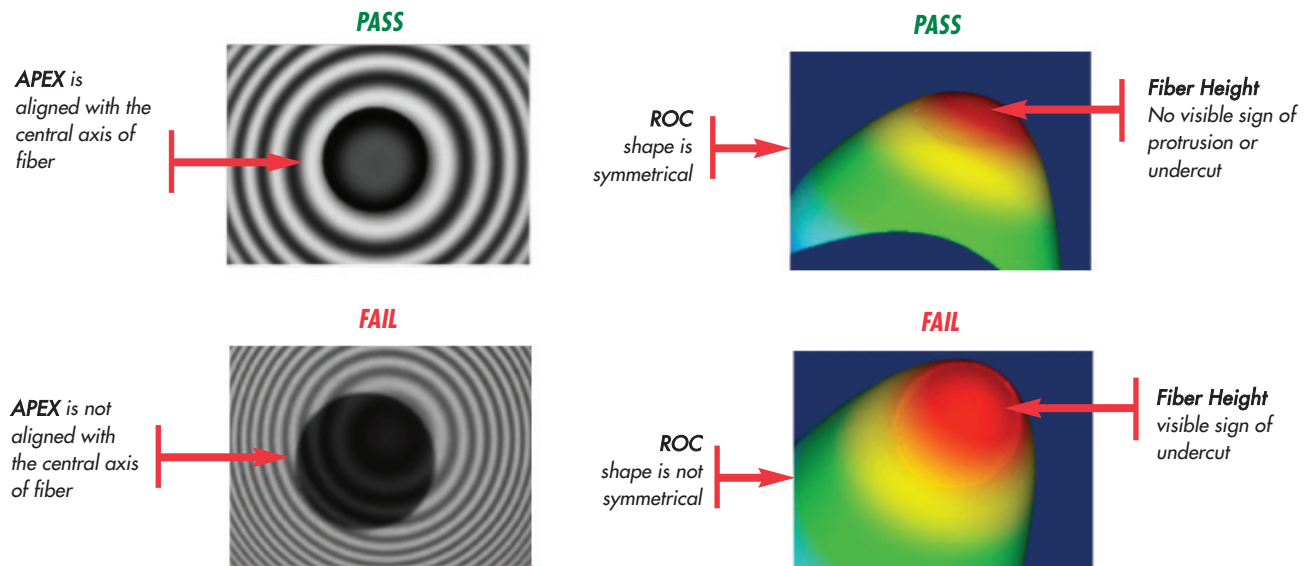 PASS
APEX is
aligned with the
central axis of
fiber
PASS
ROC
shape is
symmetrical
Fiber Height
No visible sign of
protrusion or
undercut
FAIL
APEX is not
aligned with
the central axis
of fiber
FAIL
ROC
shape is not
symmetrical
Fiber Height
visible sign of
undercut